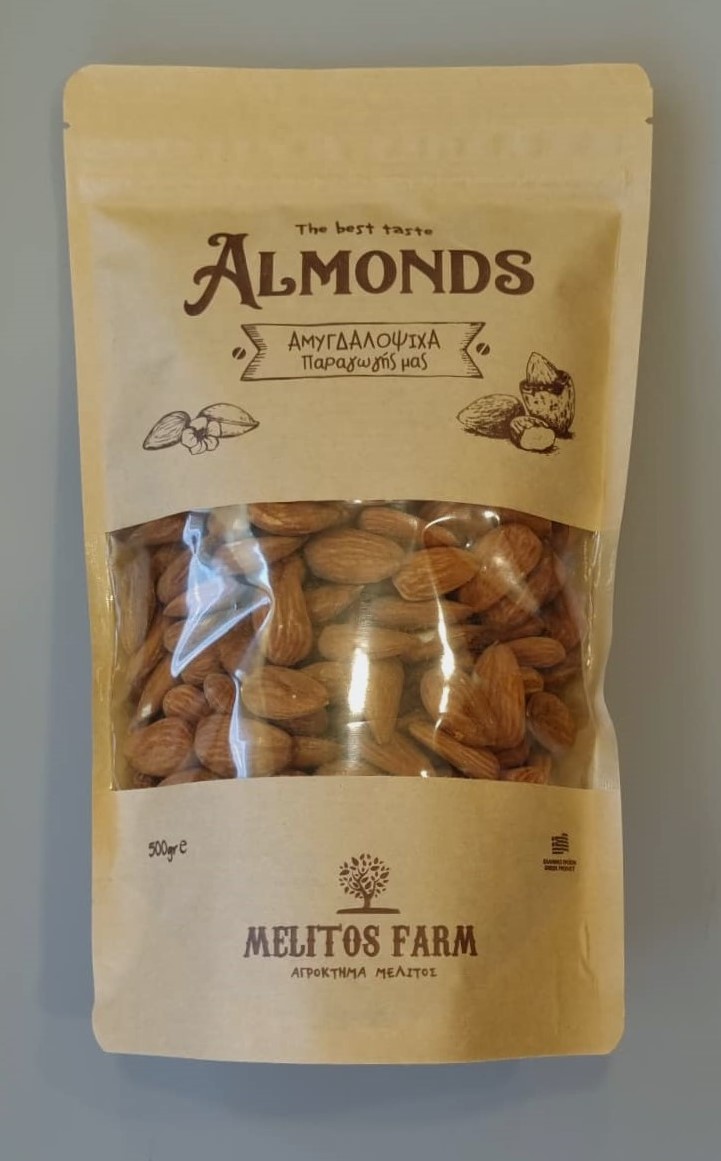 The best taste
ALMONDS
ΑΜΥΓΔΑΛΟΨΙΧΑ
Παραγωγής μας
500gr e
MELITOS FARM
ΑΓΡΟΚΤΗΜΑ ΜΕΛΙΤΟΣ